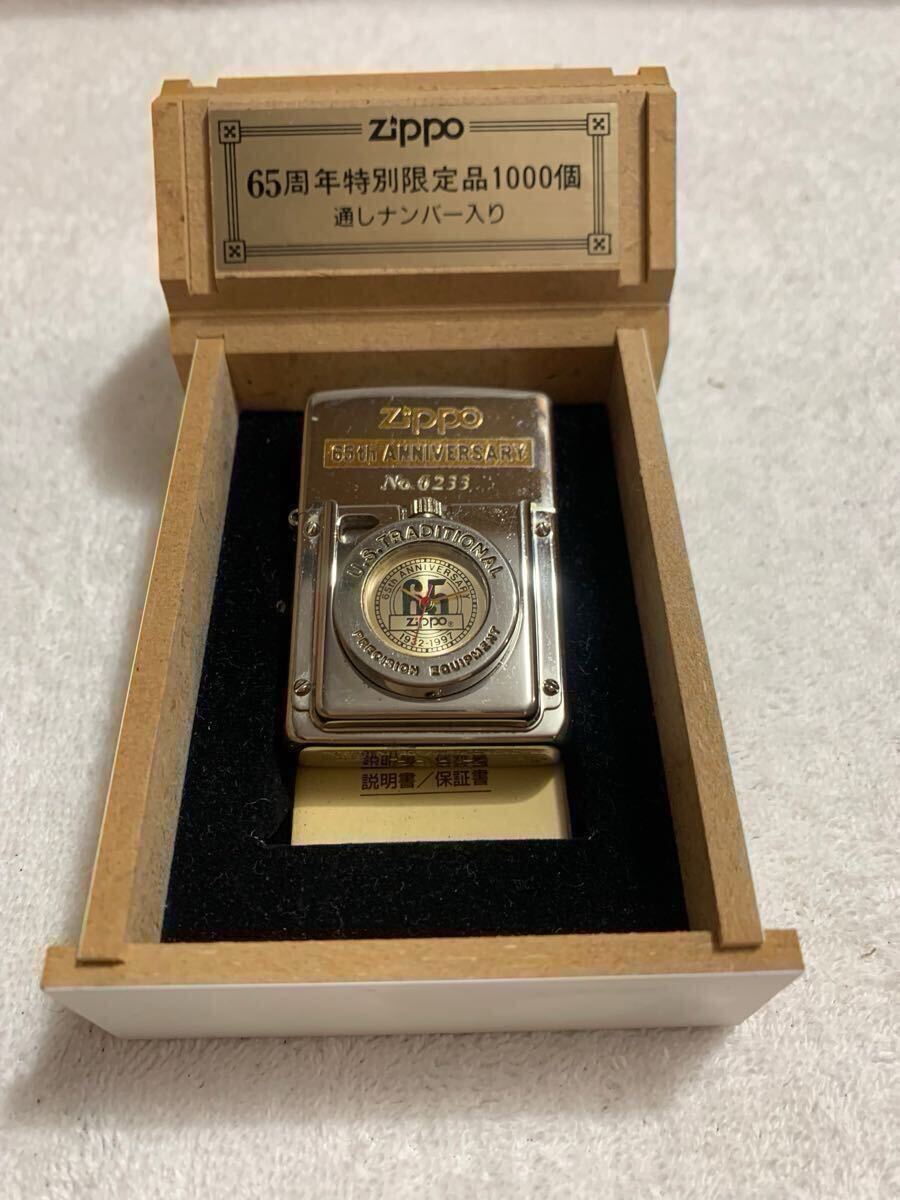 Zippo
65周年特別限定品1000個
通しナンバー入り
Zippo
65th ANNIVERSARY
No. 0233
U.S. TRADITIONAL
65th ANNIVERSARY
65
Zippo®
1932-1997
PRECISION EQUIPMENT
説明書／保証書